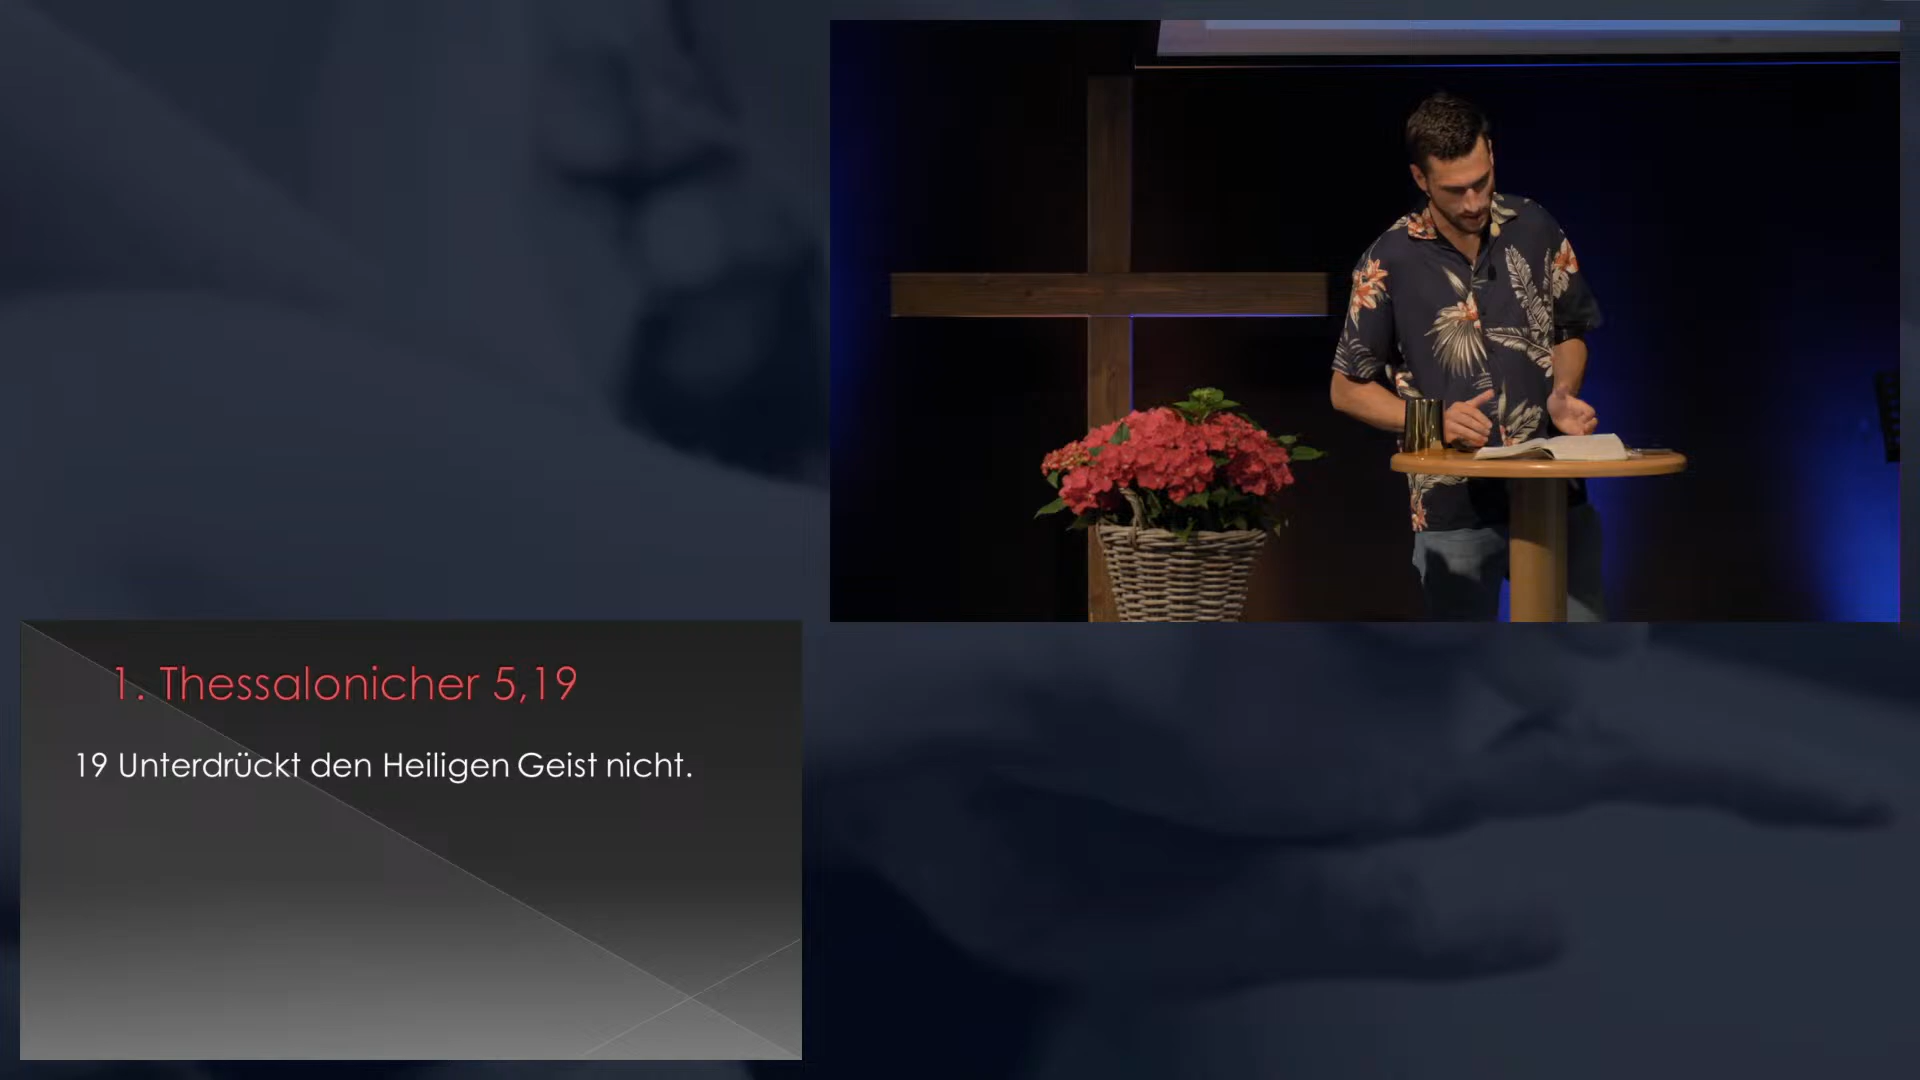 1. Thessalonicher 5,19
19 Unterdrückt den Heiligen Geist nicht.